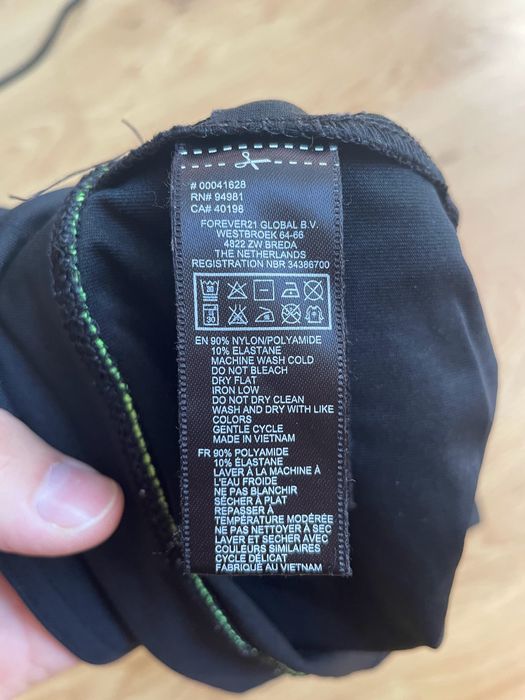 # 00041628
RN# 94981
CA# 40198
FOREVER21 GLOBAL B.V.
WESTBROEK 64-66
4822 ZW BREDA
THE NETHERLANDS
REGISTRATION NBR 34386700
30
EN 90% NYLON/POLYAMIDE
10% ELASTANE
MACHINE WASH COLD
DO NOT BLEACH
DRY FLAT
IRON LOW
DO NOT DRY CLEAN
WASH AND DRY WITH LIKE
COLORS
GENTLE CYCLE
MADE IN VIETNAM
FR 90% POLYAMIDE
10% ÉLASTANE
LAVER À LA MACHINE À
L'EAU FROIDE
NE PAS BLANCHIR
SÉCHER À PLAT
REPASSER À
TEMPÉRATURE MODÉRÉE
NE PAS NETTOYER À SEC
LAVER ET SÉCHER AVEC
COULEURS SIMILAIRES
CYCLE DÉLICAT
FABRIQUÉ AU VIETNAM